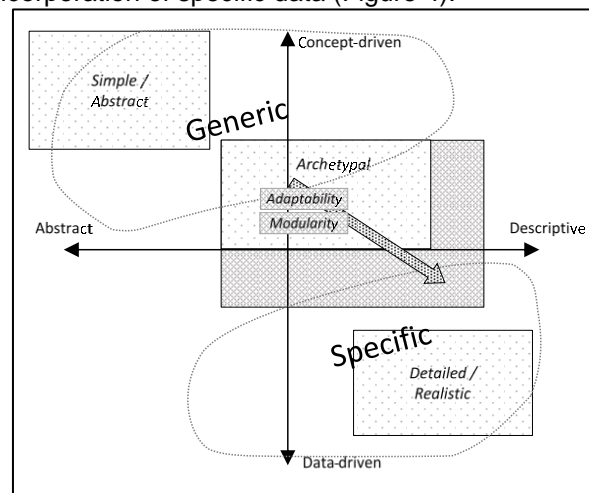 corporation of specific data (Figure 4).
Concept-driven
Simple /
Abstract
Generic
Archetypal
Adaptability
Modularity
Abstract
Descriptive
Specific
Detailed /
Realistic
Data-driven